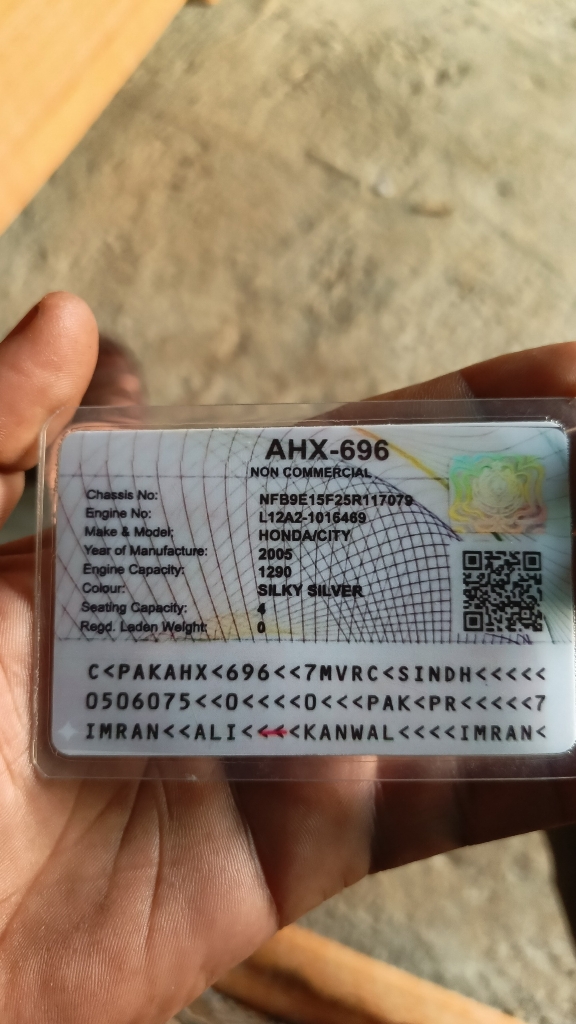 AHX-696
NON COMMERCIAL
Chassis No: NFB9E15F25R117079
Engine No: L12A2-1016469
Make & Model: HONDA/CITY
Year of Manufacture: 2005
Engine Capacity: 1290
Colour: SILKY SILVER
Seating Capacity: 4
Regd. Laden Weight: 0
C<PAKAHX<696<<7MVRC<SINDH<<<<<
0506075<<0<<<<0<<<PAK<PR<<<<<7
IMRAN<<ALI<<<<KANWAL<<<<IMRAN<